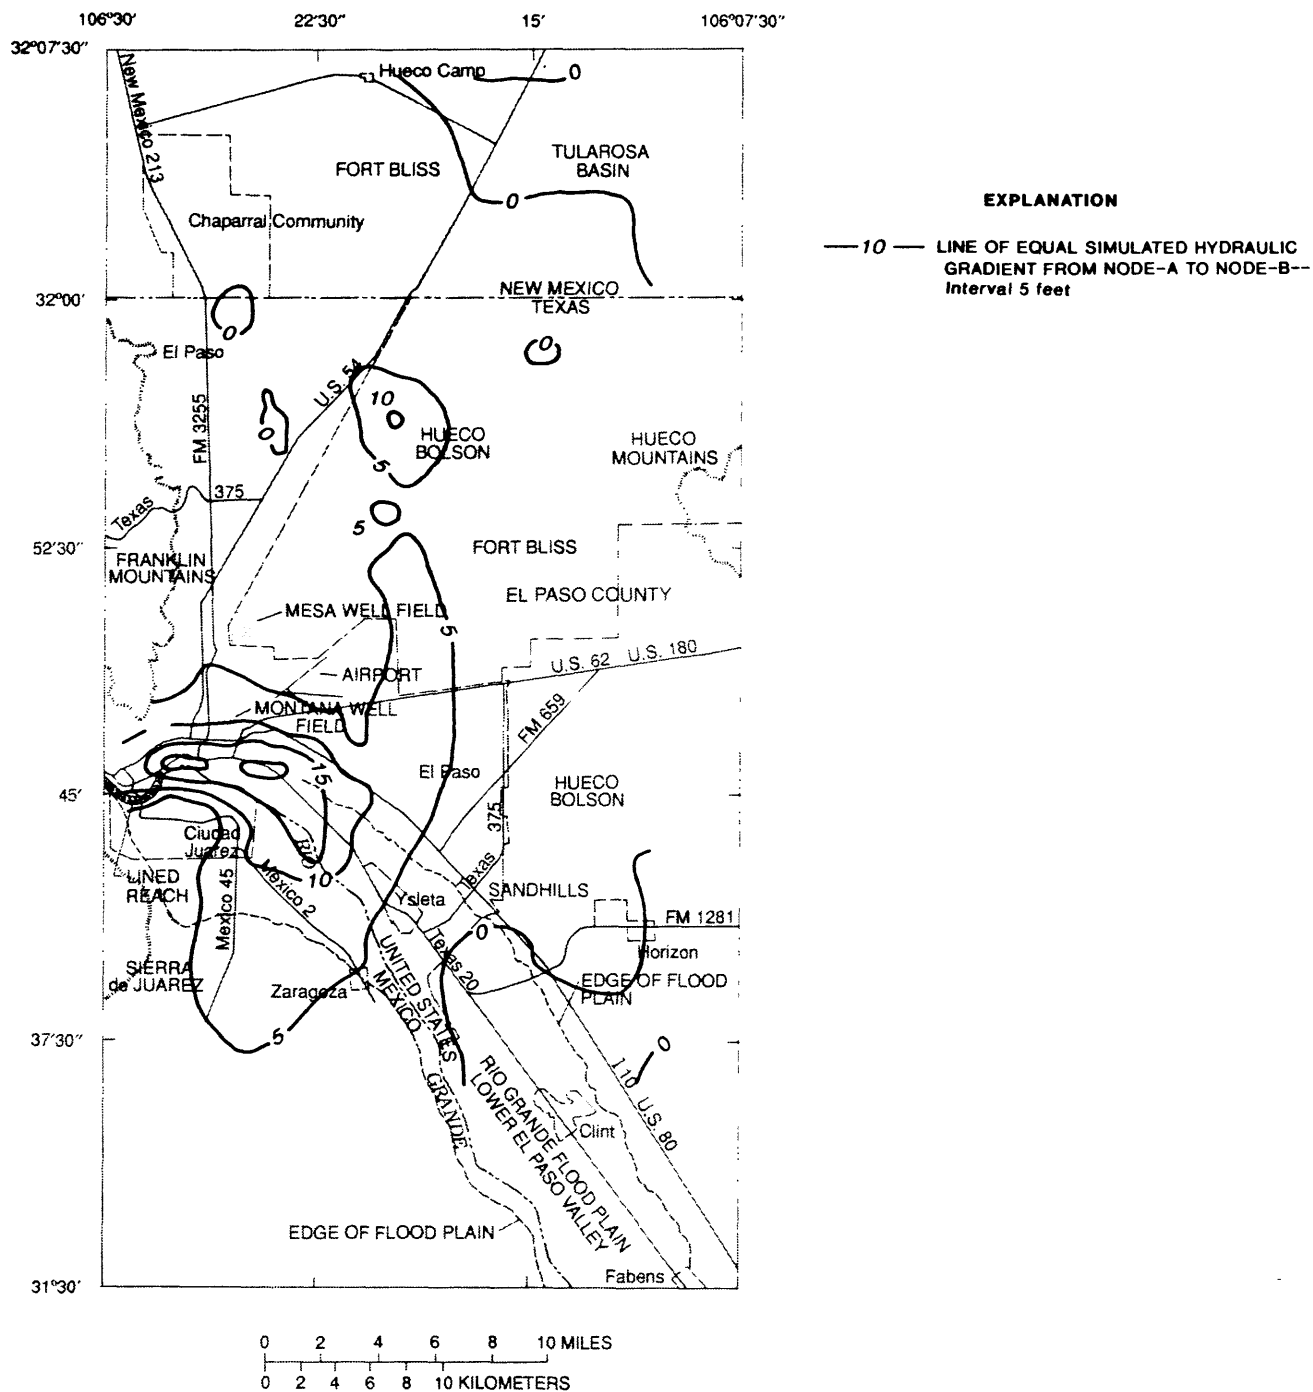 106°30′ 22′30″ 15′ 106°07′30″
32°07′30″
New Mexico 213
Hueco Camp
0
FORT BLISS
TULAROSA
BASIN
0
Chaparral Community
EXPLANATION
—10— LINE OF EQUAL SIMULATED HYDRAULIC
GRADIENT FROM NODE-A TO NODE-B--
Interval 5 feet
32°00′
NEW MEXICO
TEXAS
0
El Paso
0
U.S. 54
10
FM 3255
0
HUECO
BOLSON
HUECO
MOUNTAINS
5
375
Texas
5
52′30″
FORT BLISS
FRANKLIN
MOUNTAINS
EL PASO COUNTY
MESA WELL FIELD
5
U.S. 62 U.S. 180
AIRPORT
MONTANA WELL
FIELD
FM 659
15
El Paso
HUECO
BOLSON
45′
375
Ciudad
Juarez
RIO
10
Mexico 2
Texas
LINED
REACH
Mexico 45
Ysleta
SANDHILLS
FM 1281
0
Texas 20
Horizon
SIERRA
de JUAREZ
UNITED STATES
MEXICO
Zaragoza
EDGE OF FLOOD
PLAIN
5
37′30″
0
I 10 U.S. 80
GRANDE
RIO GRANDE FLOOD PLAIN
LOWER EL PASO VALLEY
Clint
EDGE OF FLOOD PLAIN
Fabens
31°30′
0 2 4 6 8 10 MILES
0 2 4 6 8 10 KILOMETERS